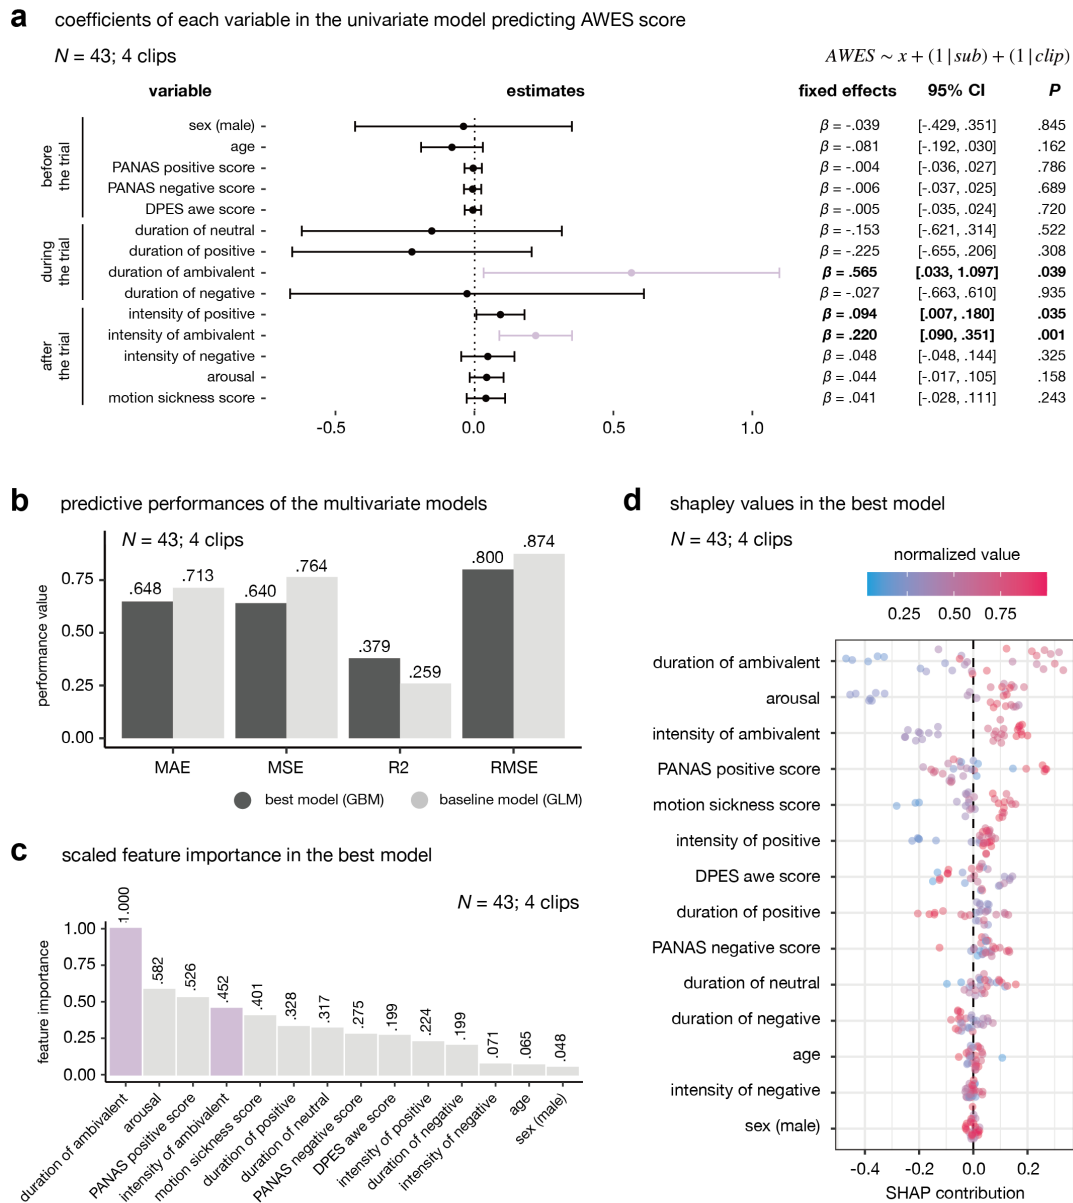 a coefficients of each variable in the univariate model predicting AWES score
N = 43; 4 clips
AWES ∼ x + (1|sub) + (1|clip)
variable estimates fixed effects 95% CI P
before the trial
sex (male) - β = -.039 [-.429, .351] .845
age - β = -.081 [-.192, .030] .162
PANAS positive score - β = -.004 [-.036, .027] .786
PANAS negative score - β = -.006 [-.037, .025] .689
DPES awe score - β = -.005 [-.035, .024] .720
during the trial
duration of neutral - β = -.153 [-.621, .314] .522
duration of positive - β = -.225 [-.655, .206] .308
duration of ambivalent - β = .565 [.033, 1.097] .039
duration of negative - β = -.027 [-.663, .610] .935
after the trial
intensity of positive - β = .094 [.007, .180] .035
intensity of ambivalent - β = .220 [.090, .351] .001
intensity of negative - β = .048 [-.048, .144] .325
arousal - β = .044 [-.017, .105] .158
motion sickness score - β = .041 [-.028, .111] .243
-0.5 0.0 0.5 1.0
b predictive performances of the multivariate models
N = 43; 4 clips
performance value
0.75
0.50
0.25
0.00
.648 .713 .640 .764 .379 .259 .800 .874
MAE MSE R2 RMSE
best model (GBM) baseline model (GLM)
c scaled feature importance in the best model
N = 43; 4 clips
feature importance
1.00
0.75
0.50
0.25
0.00
1.000 .582 .526 .452 .401 .328 .317 .275 .199 .224 .199 .071 .065 .048
duration of ambivalent
arousal
PANAS positive score
intensity of ambivalent
motion sickness score
duration of positive
duration of neutral
PANAS negative score
DPES awe score
intensity of positive
duration of negative
intensity of negative
age
sex (male)
d shapley values in the best model
N = 43; 4 clips
normalized value
0.25 0.50 0.75
duration of ambivalent
arousal
intensity of ambivalent
PANAS positive score
motion sickness score
intensity of positive
DPES awe score
duration of positive
PANAS negative score
duration of neutral
duration of negative
age
intensity of negative
sex (male)
-0.4 -0.2 0.0 0.2
SHAP contribution